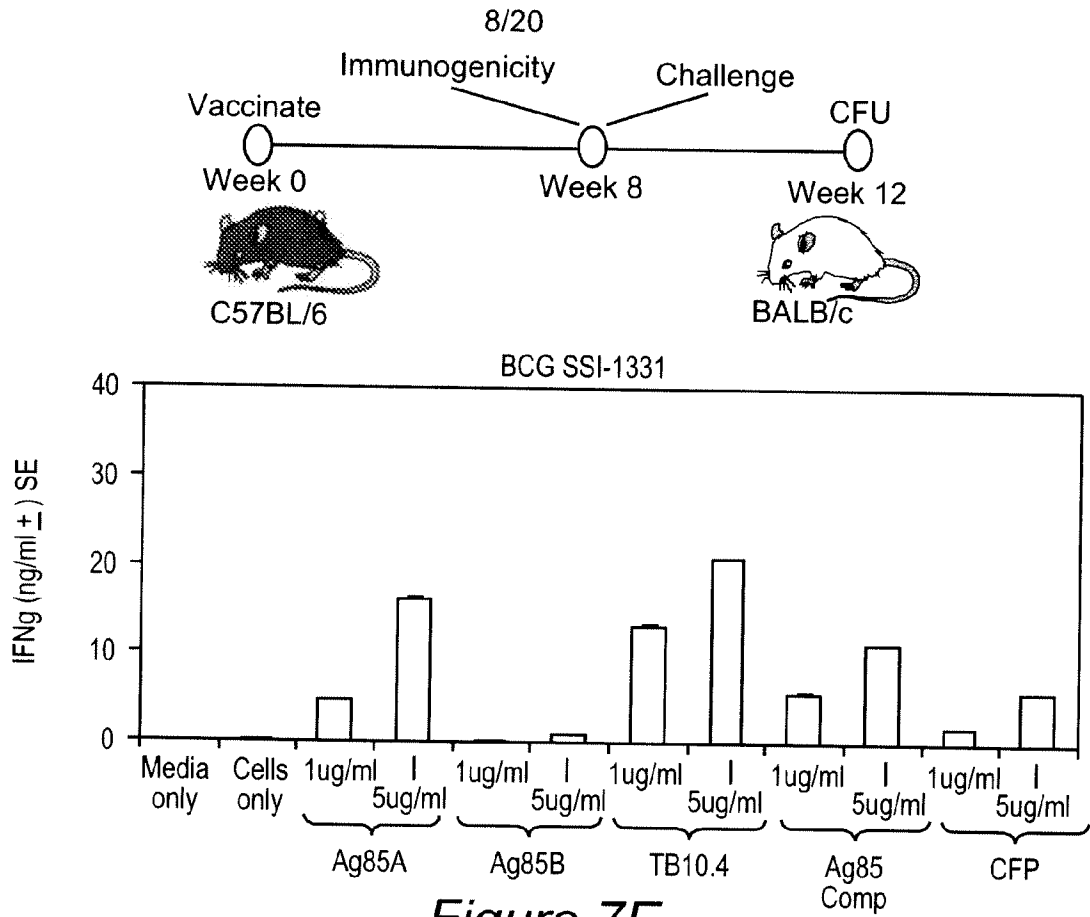 8/20
Immunogenicity
Challenge
Vaccinate
CFU
Week 0
Week 8
Week 12
C57BL/6
BALB/c
BCG SSI-1331
IFNg (ng/ml ±) SE
40
30
20
10
0
Media only
Cells only
1ug/ml
5ug/ml
1ug/ml
5ug/ml
1ug/ml
5ug/ml
1ug/ml
5ug/ml
1ug/ml
5ug/ml
Ag85A
Ag85B
TB10.4
Ag85 Comp
CFP